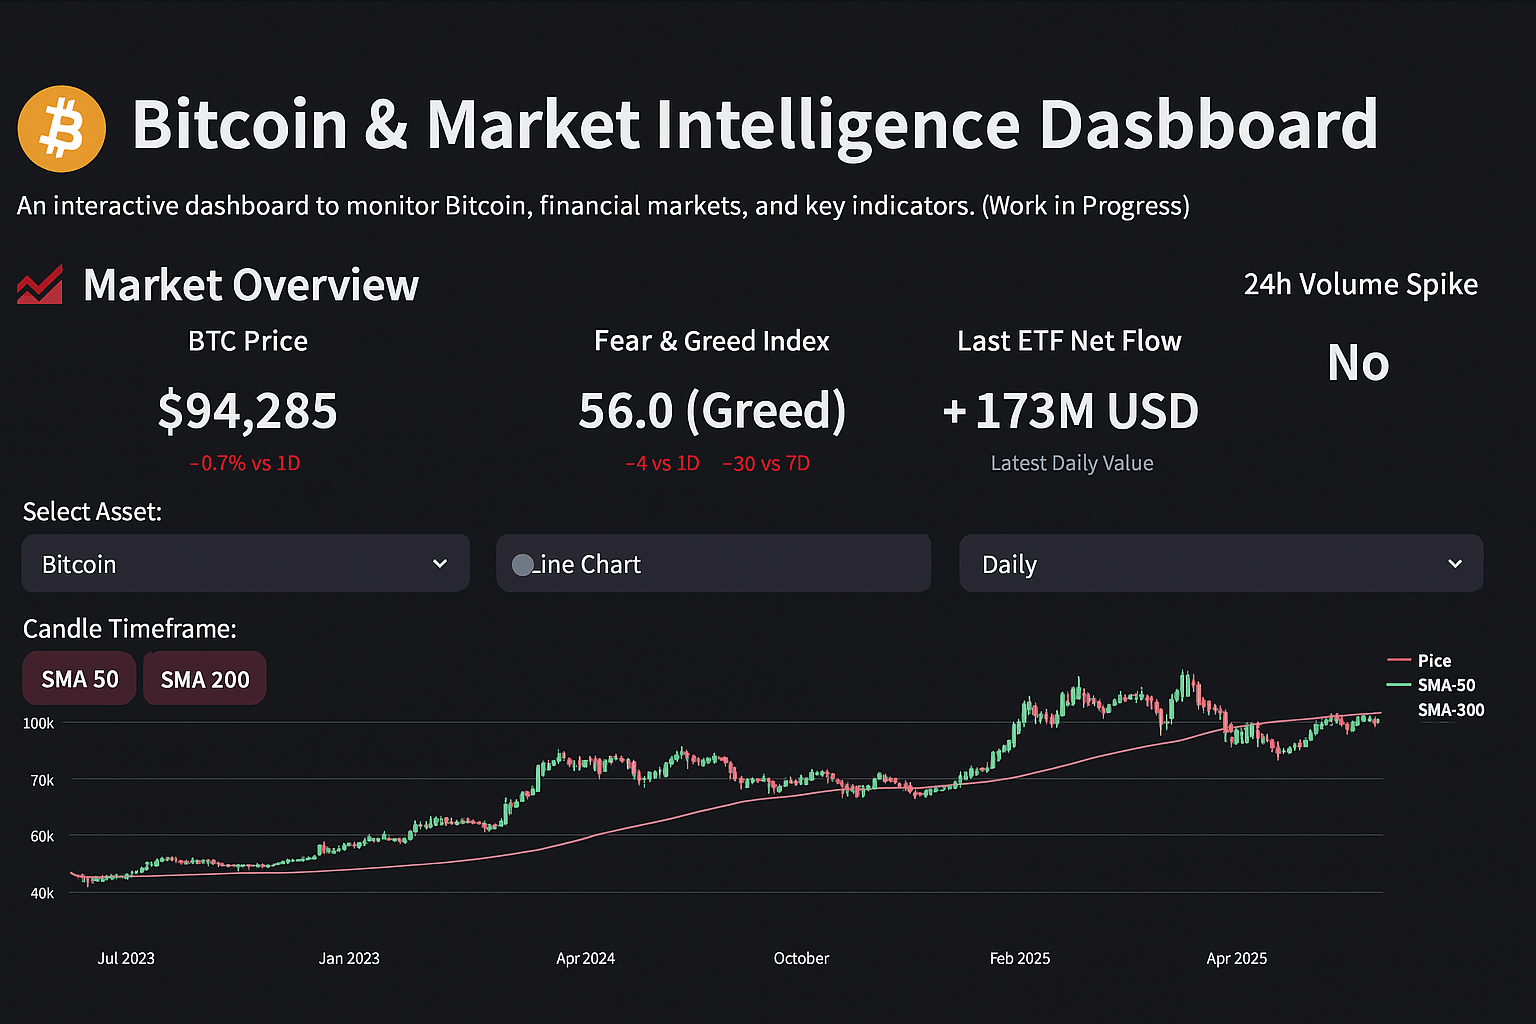 Bitcoin & Market Intelligence Dasbboard
An interactive dashboard to monitor Bitcoin, financial markets, and key indicators. (Work in Progress)
Market Overview
BTC Price
$94,285
−0.7% vs 1D
Fear & Greed Index
56.0 (Greed)
−4 vs 1D −30 vs 7D
Last ETF Net Flow
+ 173M USD
Latest Daily Value
24h Volume Spike
No
Select Asset:
Bitcoin
Line Chart
Daily
Candle Timeframe:
SMA 50
SMA 200
Pice
SMA-50
SMA-300
100k
70k
60k
40k
Jul 2023
Jan 2023
Apr 2024
October
Feb 2025
Apr 2025